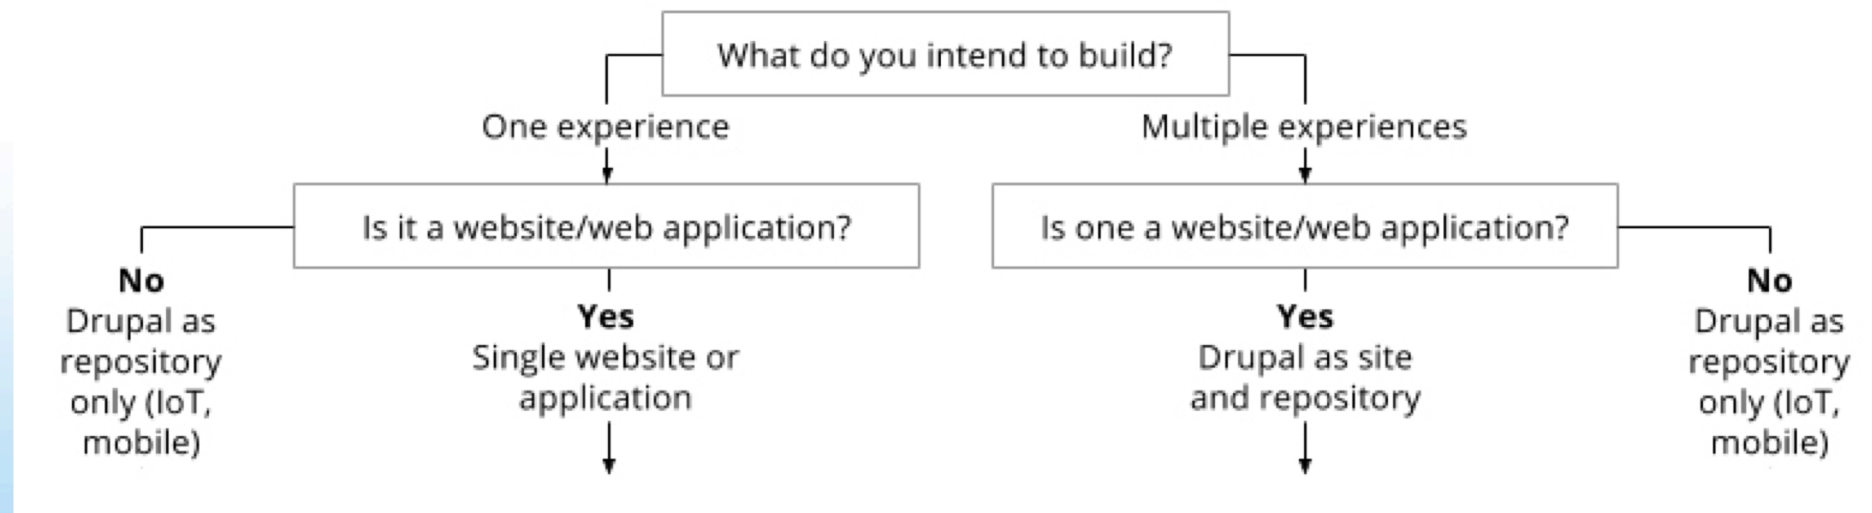 What do you intend to build?
One experience
Multiple experiences
Is it a website/web application?
Is one a website/web application?
No
Drupal as
repository
only (IoT,
mobile)
Yes
Single website or
application
Yes
Drupal as site
and repository
No
Drupal as
repository
only (IoT,
mobile)